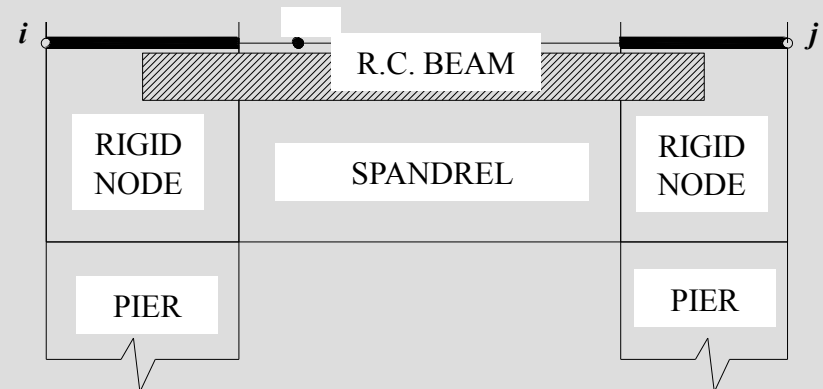 i
j
R.C. BEAM
RIGID
NODE
SPANDREL
RIGID
NODE
PIER
PIER